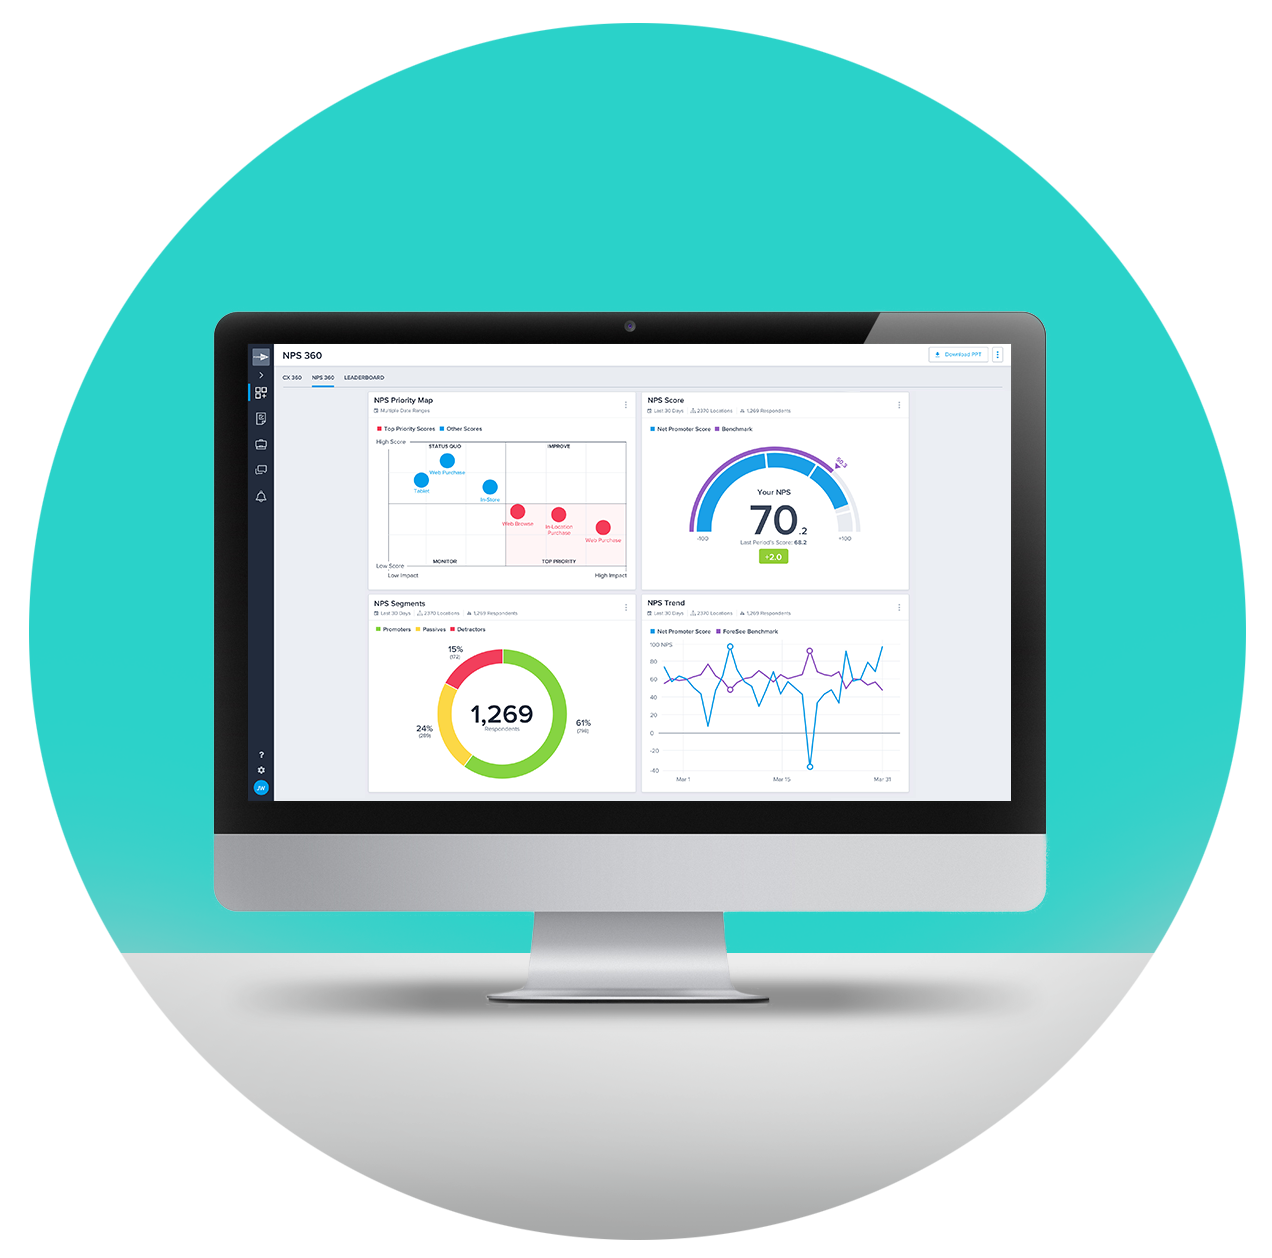 NPS 360
Download PPT
CX 360
NPS 360
LEADERBOARD
NPS Priority Map
Multiple Date Ranges
Top Priority Scores
Other Scores
High Score
STATUS QUO
IMPROVE
Web Purchase
Tablet
In-Store
Web Browse
In-Location
Purchase
Web Purchase
Low Score
MONITOR
TOP PRIORITY
Low Impact
High Impact
NPS Score
Last 30 Days
2370 Locations
1,269 Respondents
Net Promoter Score
Benchmark
50.3
Your NPS
70.2
-100
+100
Last Period's Score: 68.2
+2.0
NPS Segments
Last 30 Days
2370 Locations
1,269 Respondents
Promoters
Passives
Detractors
15%
(172)
1,269
Respondents
24%
61%
NPS Trend
Last 30 Days
2370 Locations
1,269 Respondents
Net Promoter Score
ForeSee Benchmark
100 NPS
80
60
40
20
0
-20
-40
Mar 1
Mar 15
Mar 31
?
JW